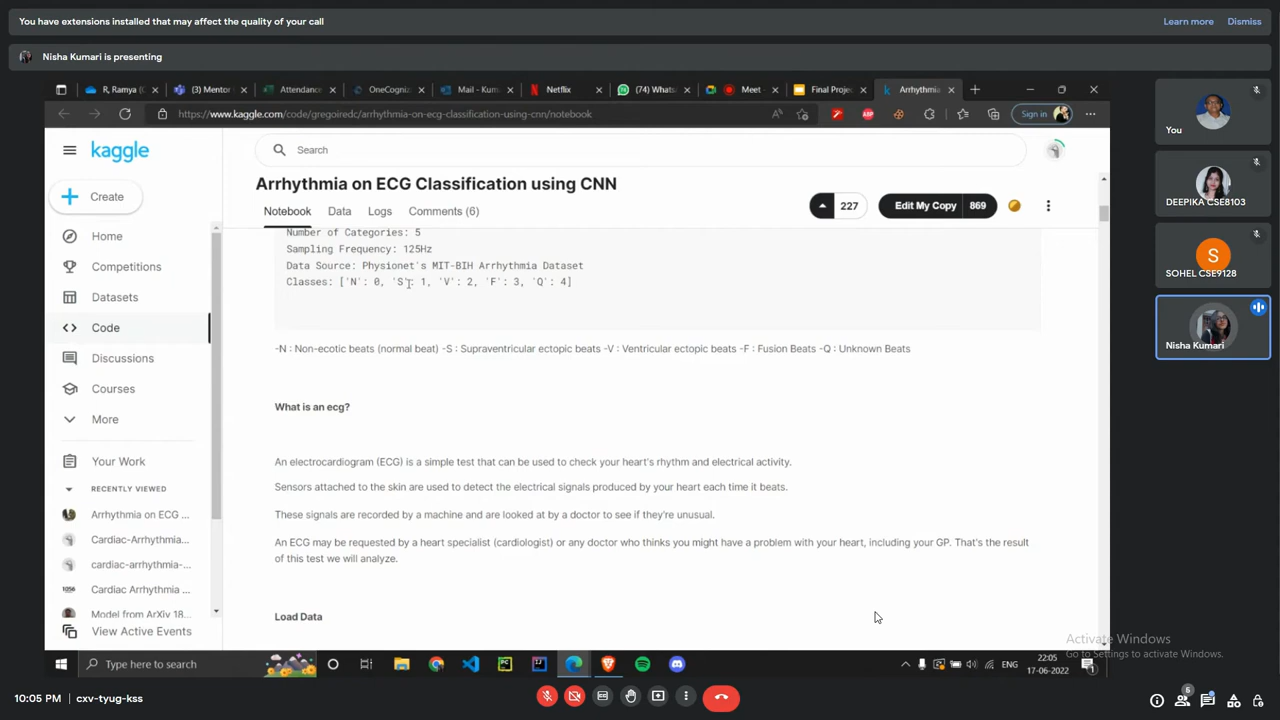 You have extensions installed that may affect the quality of your call
Learn more
Dismiss
Nisha Kumari is presenting
R, Ramya (C
(3) Mentor
Attendance
OneCogniz
Mail - Kum
Netflix
(74) Whats
Meet -
Final Projec
Arrhythmia
https://www.kaggle.com/code/gregoiredc/arrhythmia-on-ecg-classification-using-cnn/notebook
Sign in
kaggle
Search
Create
Home
Competitions
Datasets
Code
Discussions
Courses
More
Your Work
RECENTLY VIEWED
Arrhythmia on ECG ...
Cardiac-Arrhythmia...
cardiac-arrhythmia-...
Cardiac Arrhythmia ...
Model from ArXiv 18...
View Active Events
Arrhythmia on ECG Classification using CNN
Notebook
Data
Logs
Comments (6)
227
Edit My Copy
869
Number of Categories: 5
Sampling Frequency: 125Hz
Data Source: Physionet's MIT-BIH Arrhythmia Dataset
Classes: ['N': 0, 'S': 1, 'V': 2, 'F': 3, 'Q': 4]
-N : Non-ecotic beats (normal beat) -S : Supraventricular ectopic beats -V : Ventricular ectopic beats -F : Fusion Beats -Q : Unknown Beats
What is an ecg?
An electrocardiogram (ECG) is a simple test that can be used to check your heart's rhythm and electrical activity.
Sensors attached to the skin are used to detect the electrical signals produced by your heart each time it beats.
These signals are recorded by a machine and are looked at by a doctor to see if they're unusual.
An ECG may be requested by a heart specialist (cardiologist) or any doctor who thinks you might have a problem with your heart, including your GP. That's the result
of this test we will analyze.
Load Data
You
DEEPIKA CSE8103
S
SOHEL CSE9128
Nisha Kumari
Activate Windows
Go to Settings to activate Windows.
Type here to search
ENG
22:05
17-06-2022
1
10:05 PM
cxv-tyug-kss